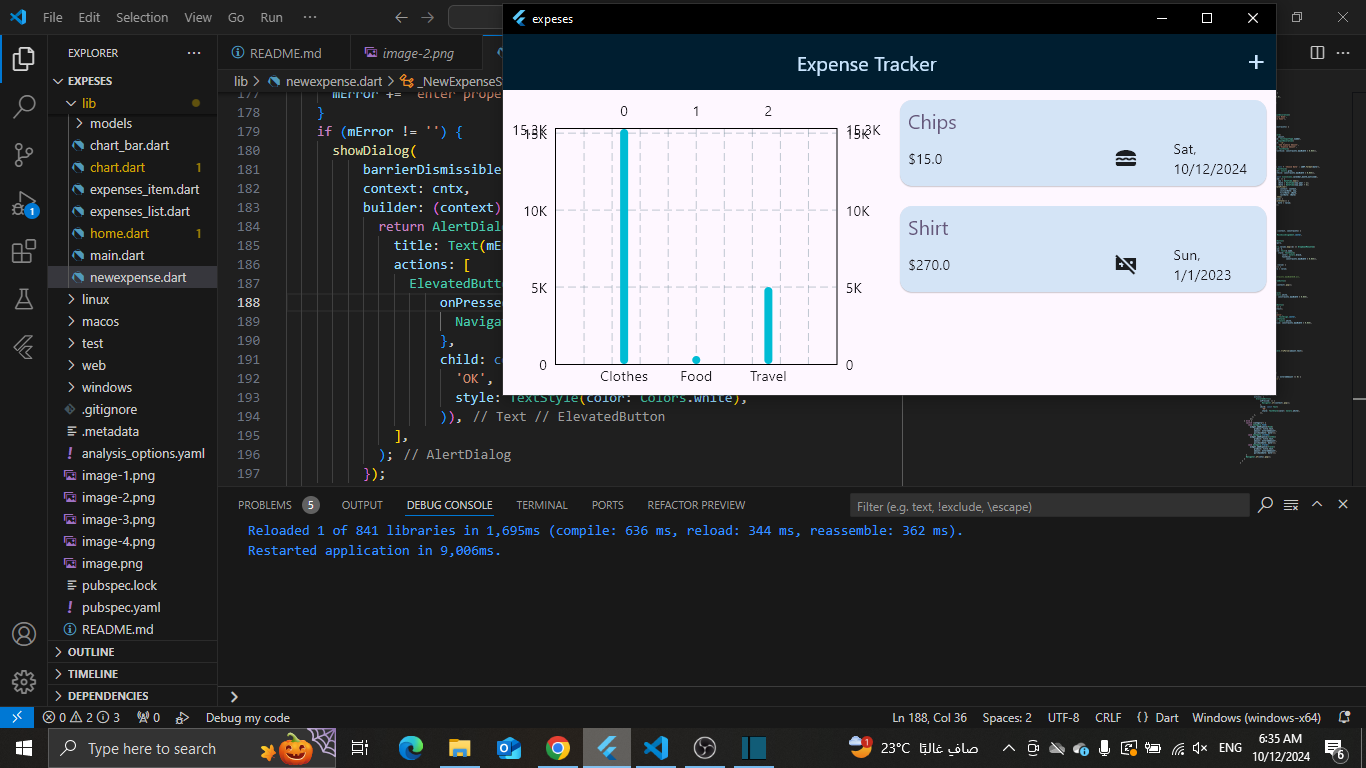 File Edit Selection View Go Run ···
expeses
EXPLORER
README.md
image-2.png
Expense Tracker
EXPESES
lib
models
chart_bar.dart
chart.dart 1
expenses_item.dart
expenses_list.dart
home.dart 1
main.dart
newexpense.dart
linux
macos
test
web
windows
.gitignore
.metadata
analysis_options.yaml
image-1.png
image-2.png
image-3.png
image-4.png
image.png
pubspec.lock
pubspec.yaml
README.md
OUTLINE
TIMELINE
DEPENDENCIES
1
lib > newexpense.dart >
177 mError +=
178 }
179 if (mError != '') {
180 showDialog(
181 barrierDismissible
182 context: cntx,
183 builder: (context)
184 return AlertDial
185 title: Text(mE
186 actions: [
187 ElevatedButt
188 onPresse
189 Naviga
190 },
191 child: c
192 'OK',
193 style: TextStyle(color: Colors.white),
194 )), // Text // ElevatedButton
195 ],
196 ); // AlertDialog
197 });
0 1 2
15.3K 15.3K
15K 15K
10K 10K
5K 5K
0 0
Clothes Food Travel
Chips
$15.0
Sat,
10/12/2024
Shirt
$270.0
Sun,
1/1/2023
PROBLEMS 5 OUTPUT DEBUG CONSOLE TERMINAL PORTS REFACTOR PREVIEW
Filter (e.g. text, !exclude, \escape)
Reloaded 1 of 841 libraries in 1,695ms (compile: 636 ms, reload: 344 ms, reassemble: 362 ms).
Restarted application in 9,006ms.
0 2 3 0 Debug my code
Ln 188, Col 36 Spaces: 2 UTF-8 CRLF {} Dart Windows (windows-x64)
Type here to search
1
23°C صافٍ غالبًا
ENG
6:35 AM
10/12/2024
6